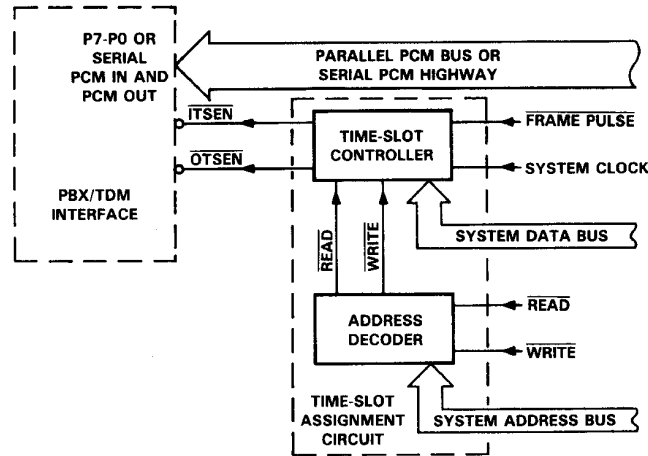 P7-P0 OR
SERIAL
PCM IN AND
PCM OUT
PARALLEL PCM BUS OR
SERIAL PCM HIGHWAY
ITSEN
OTSEN
PBX/TDM
INTERFACE
TIME-SLOT
CONTROLLER
FRAME PULSE
SYSTEM CLOCK
SYSTEM DATA BUS
READ
WRITE
ADDRESS
DECODER
READ
WRITE
TIME-SLOT
ASSIGNMENT
CIRCUIT
SYSTEM ADDRESS BUS